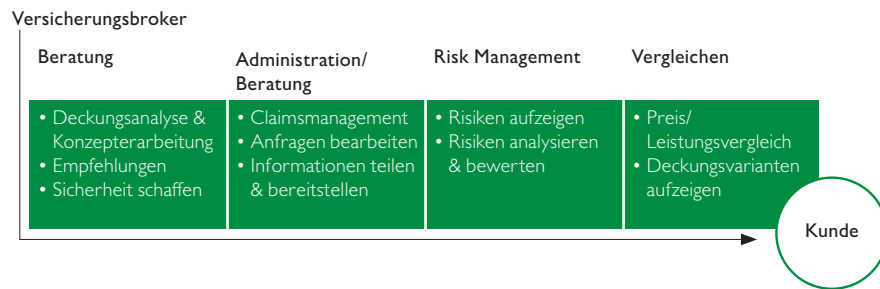 Versicherungsbroker
Beratung
• Deckungsanalyse &
Konzepterarbeitung
• Empfehlungen
• Sicherheit schaffen
Administration/
Beratung
• Claimsmanagement
• Anfragen bearbeiten
• Informationen teilen
& bereitstellen
Risk Management
• Risiken aufzeigen
• Risiken analysieren
& bewerten
Vergleichen
• Preis/
Leistungsvergleich
• Deckungsvarianten
aufzeigen
Kunde